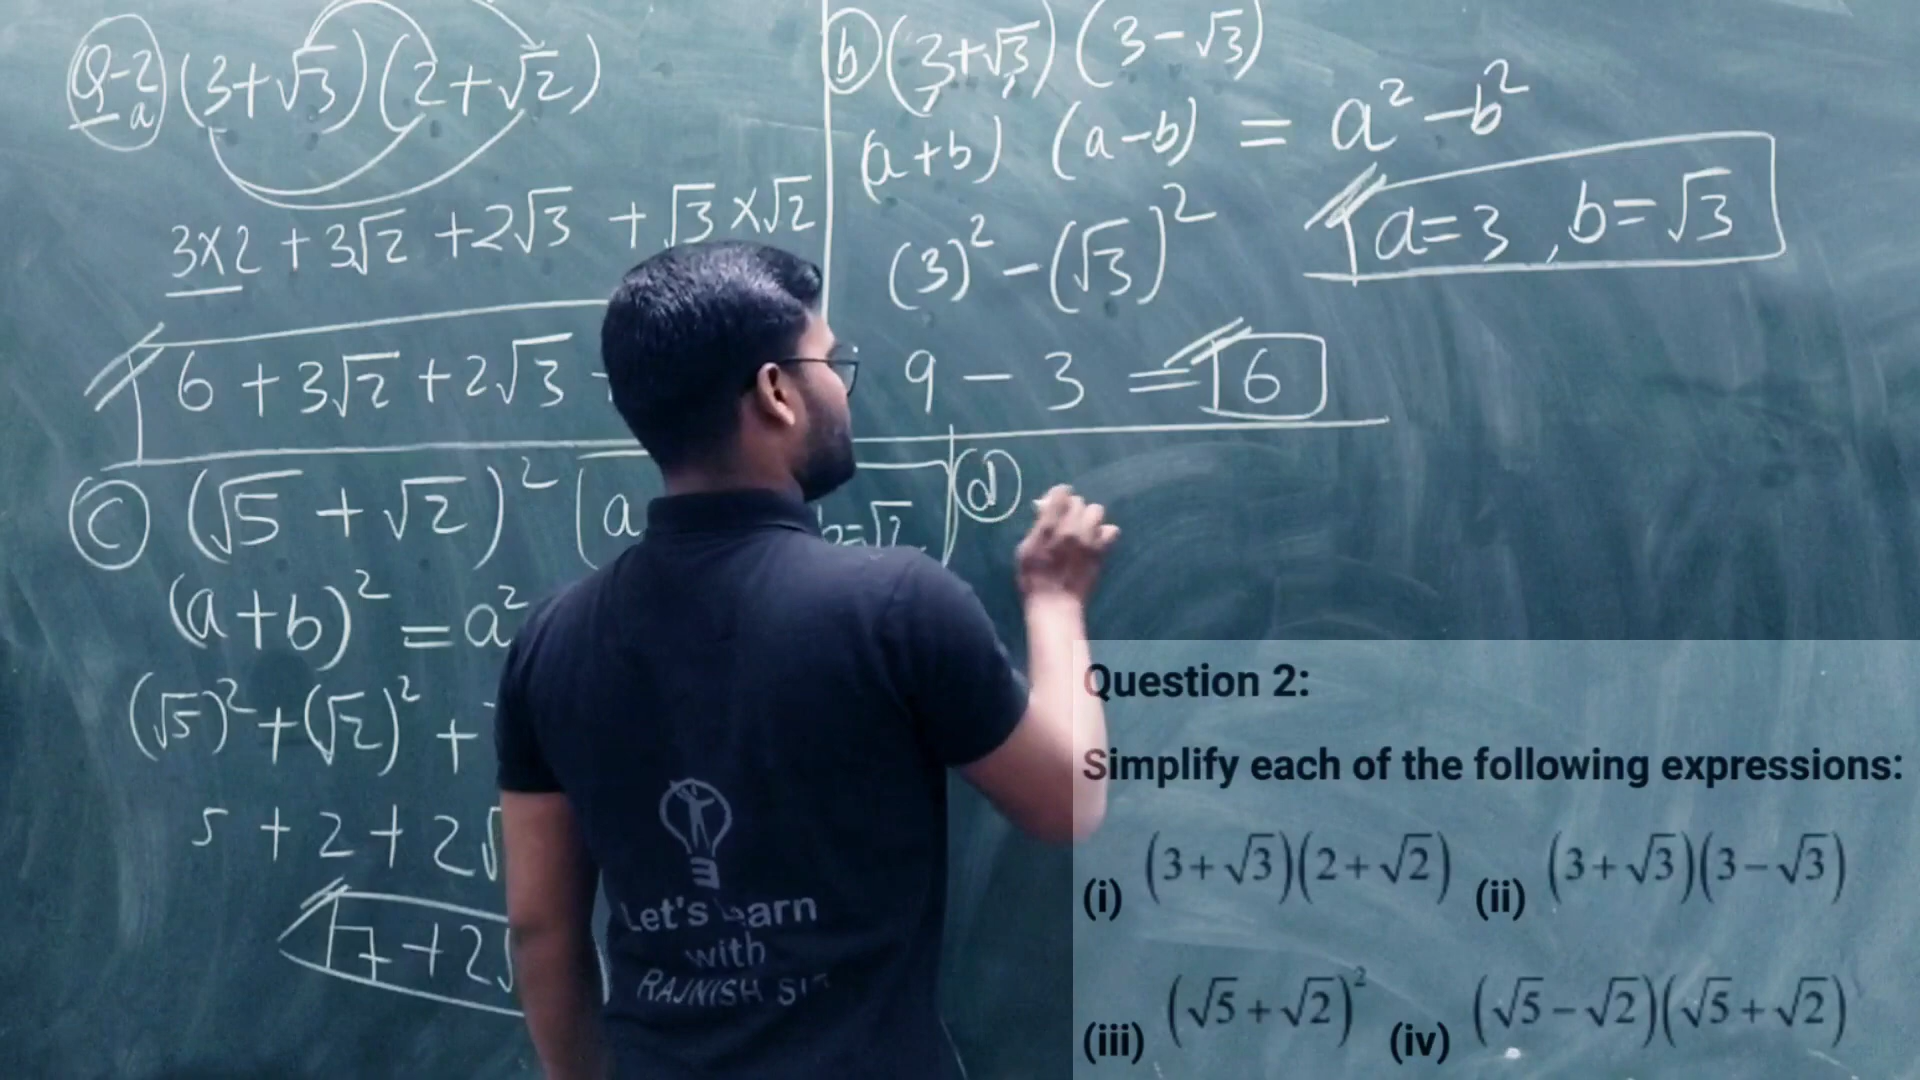 Q-2 a (3+√3)(2+√2)
3×2 + 3√2 + 2√3 + √3×√2
6 + 3√2 + 2√3
b (3+√3) (3-√3)
(a+b) (a-b) = a² - b²
a=3, b=√3
(3)² - (√3)²
9 - 3 = 6
c (√5 + √2)² a b=√2
(a+b)² = a²
(√5)² + (√2)² +
5 + 2 + 2√
7 + 2√
d
Let's Learn
with
RAJNISH SIR
Question 2:
Simplify each of the following expressions:
(i) (3+√3)(2+√2) (ii) (3+√3)(3-√3)
(iii) (√5+√2)² (iv) (√5-√2)(√5+√2)